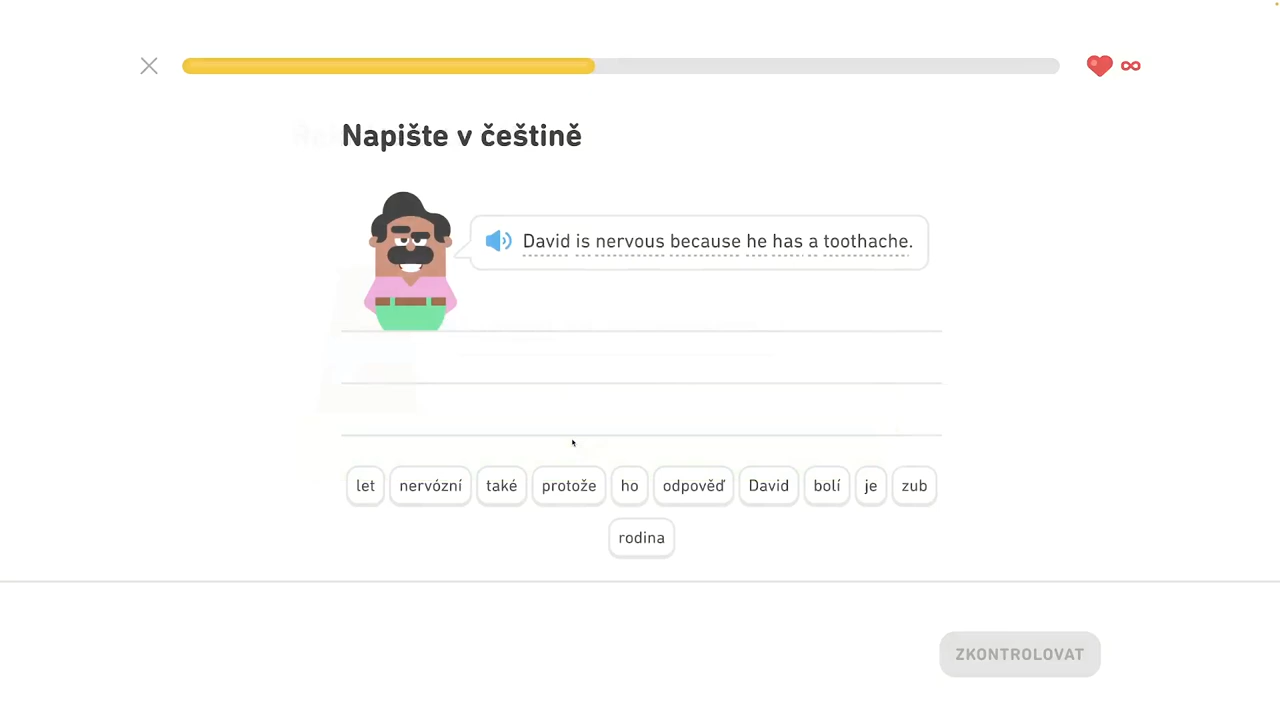 Napište v češtině
David is nervous because he has a toothache.
let nervózní také protože ho odpověď David bolí je zub
rodina
ZKONTROLOVAT